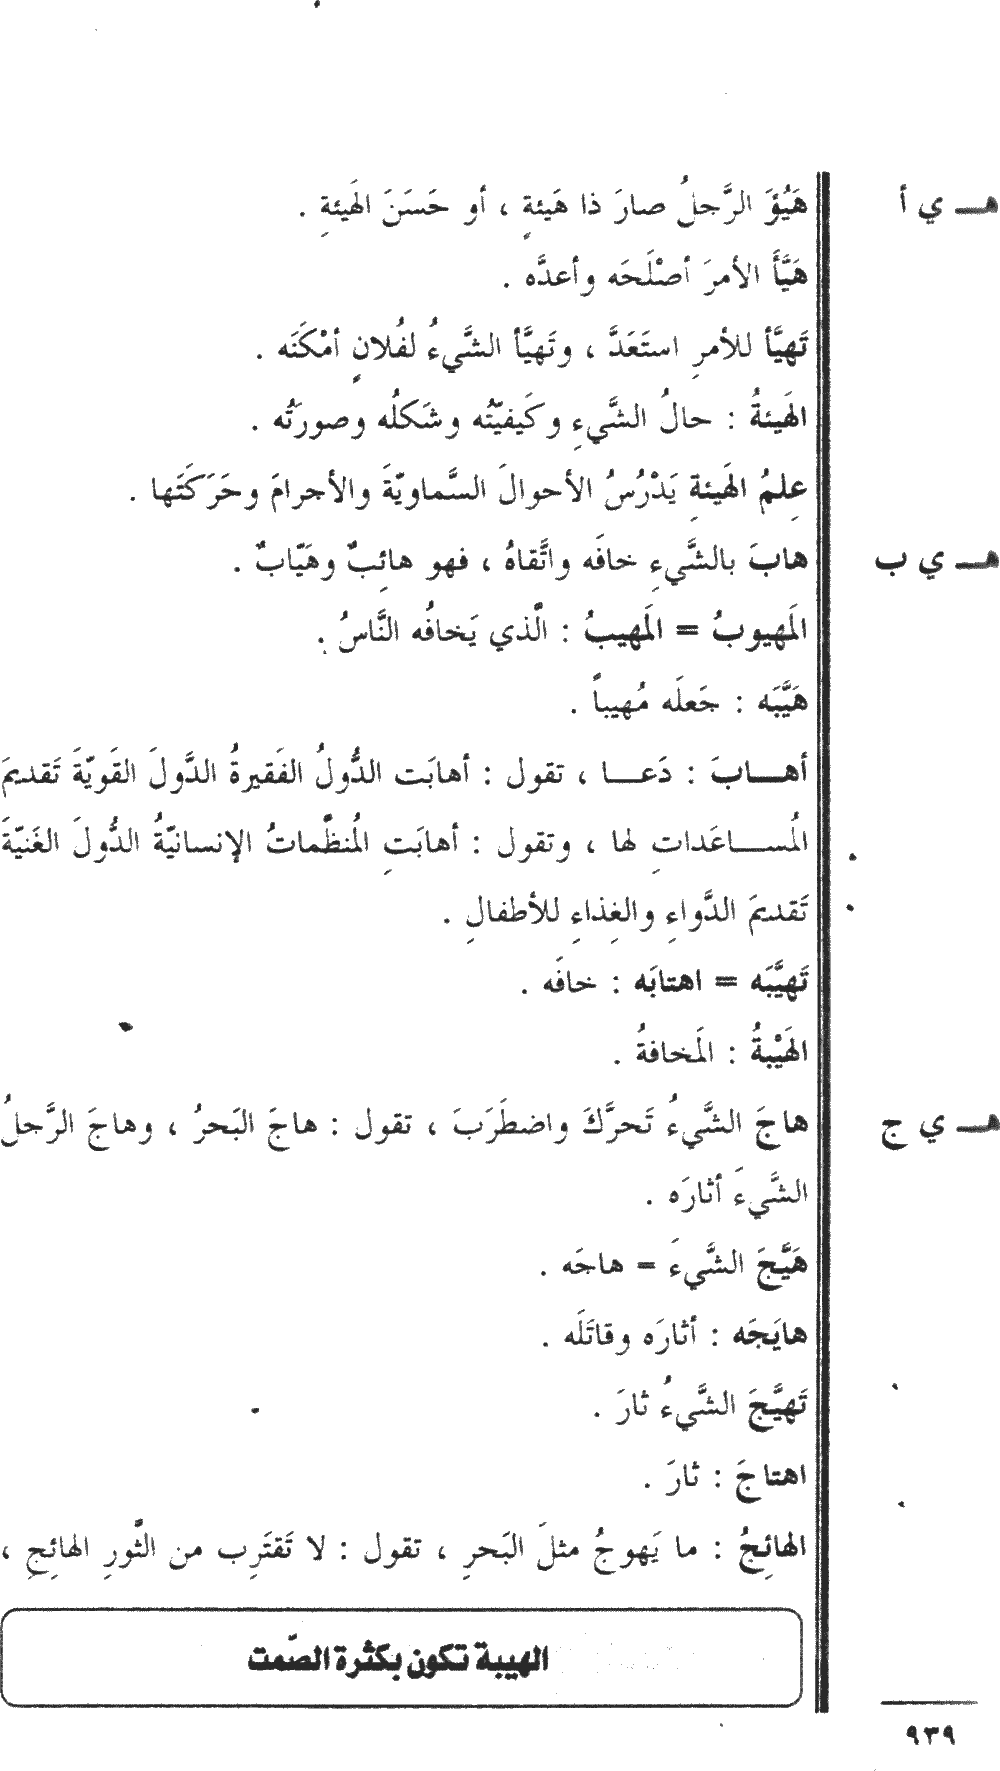 هـ ي أ هَيُؤَ الرَّجلُ صارَ ذا هَيئةٍ ، أو حَسَنَ الهَيئةِ .
هَيَّأَ الأمرَ أصْلَحَه وأعدَّه .
تَهيَّأ للأمرِ استَعَدَّ ، وتَهيَّأ الشَّيءُ لفُلانٍ أمْكَنَه .
الهَيئةُ : حالُ الشَّيءِ وكَيفيّتُه وشَكلُه وصورَتُه .
عِلمُ الهَيئةِ يَدْرُسُ الأحوالَ السَّماويّةَ والأجرامَ وحَرَكَتَها .
هـ ي ب هابَ بالشَّيءِ خافَه واتَّقاهُ ، فهو هائِبٌ وهَيّابٌ .
المَهيوبُ = المَهيبُ : الَّذي يَخافُه النَّاسُ .
هَيَّبَه : جَعلَه مُهيباً .
أهـابَ : دَعـا ، تقول : أهابَت الدُّولُ الفَقيرةُ الدَّولَ القَويّةَ تَقديمَ
المُسـاعَداتِ لها ، وتقول : أهابَتِ المُنظَّماتُ الإنسانيّةُ الدُّولَ الغَنيّةَ
تَقديمَ الدَّواءِ والغِذاءِ للأطفالِ .
تَهيَّبَه = اهتابَه : خافَه .
الهَيْبةُ : المَخافةُ .
هـ ي ج هاجَ الشَّيءُ تَحرَّكَ واضطَرَبَ ، تقول : هاجَ البَحرُ ، وهاجَ الرَّجلُ
الشَّيءَ أثارَه .
هَيَّجَ الشَّيءَ = هاجَه .
هايَجَه : أثارَه وقاتَلَه .
تَهيَّجَ الشَّيءُ ثارَ .
اهتاجَ : ثارَ .
الهائِجُ : ما يَهوجُ مثلَ البَحرِ ، تقول : لا تَقتَرِب من الثَّورِ الهائِجِ ،
الهيبة تكون بكثرة الصّمت
٩٣٩